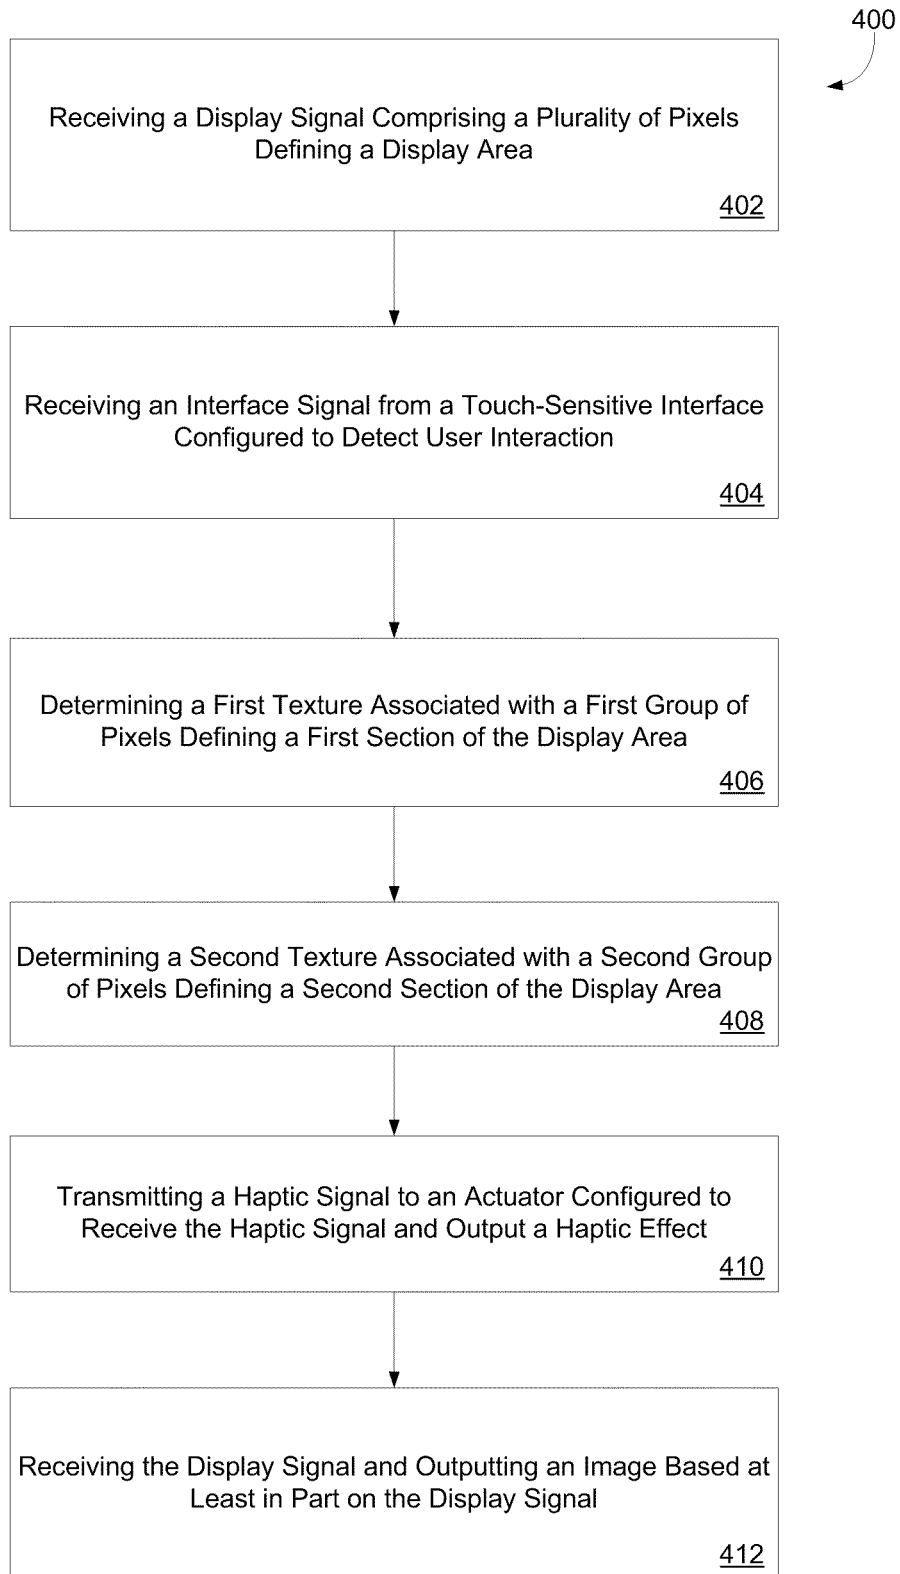 400
Receiving a Display Signal Comprising a Plurality of Pixels
Defining a Display Area
402
Receiving an Interface Signal from a Touch-Sensitive Interface
Configured to Detect User Interaction
404
Determining a First Texture Associated with a First Group of
Pixels Defining a First Section of the Display Area
406
Determining a Second Texture Associated with a Second Group
of Pixels Defining a Second Section of the Display Area
408
Transmitting a Haptic Signal to an Actuator Configured to
Receive the Haptic Signal and Output a Haptic Effect
410
Receiving the Display Signal and Outputting an Image Based at
Least in Part on the Display Signal
412